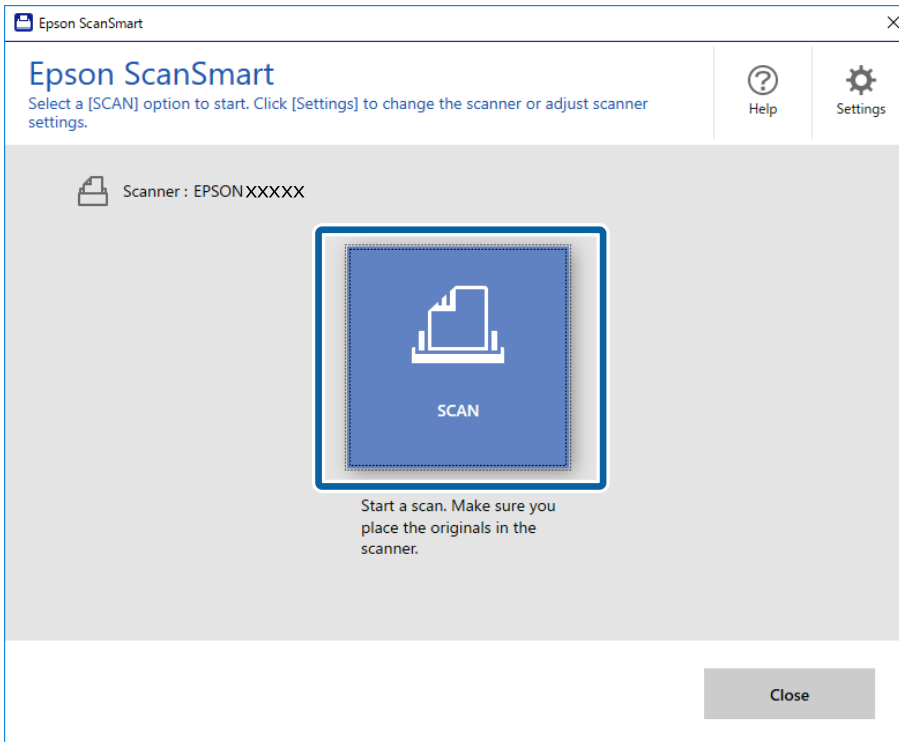 Epson ScanSmart
Epson ScanSmart
Select a [SCAN] option to start. Click [Settings] to change the scanner or adjust scanner
settings.
Help
Settings
Scanner : EPSON XXXXX
SCAN
Start a scan. Make sure you
place the originals in the
scanner.
Close